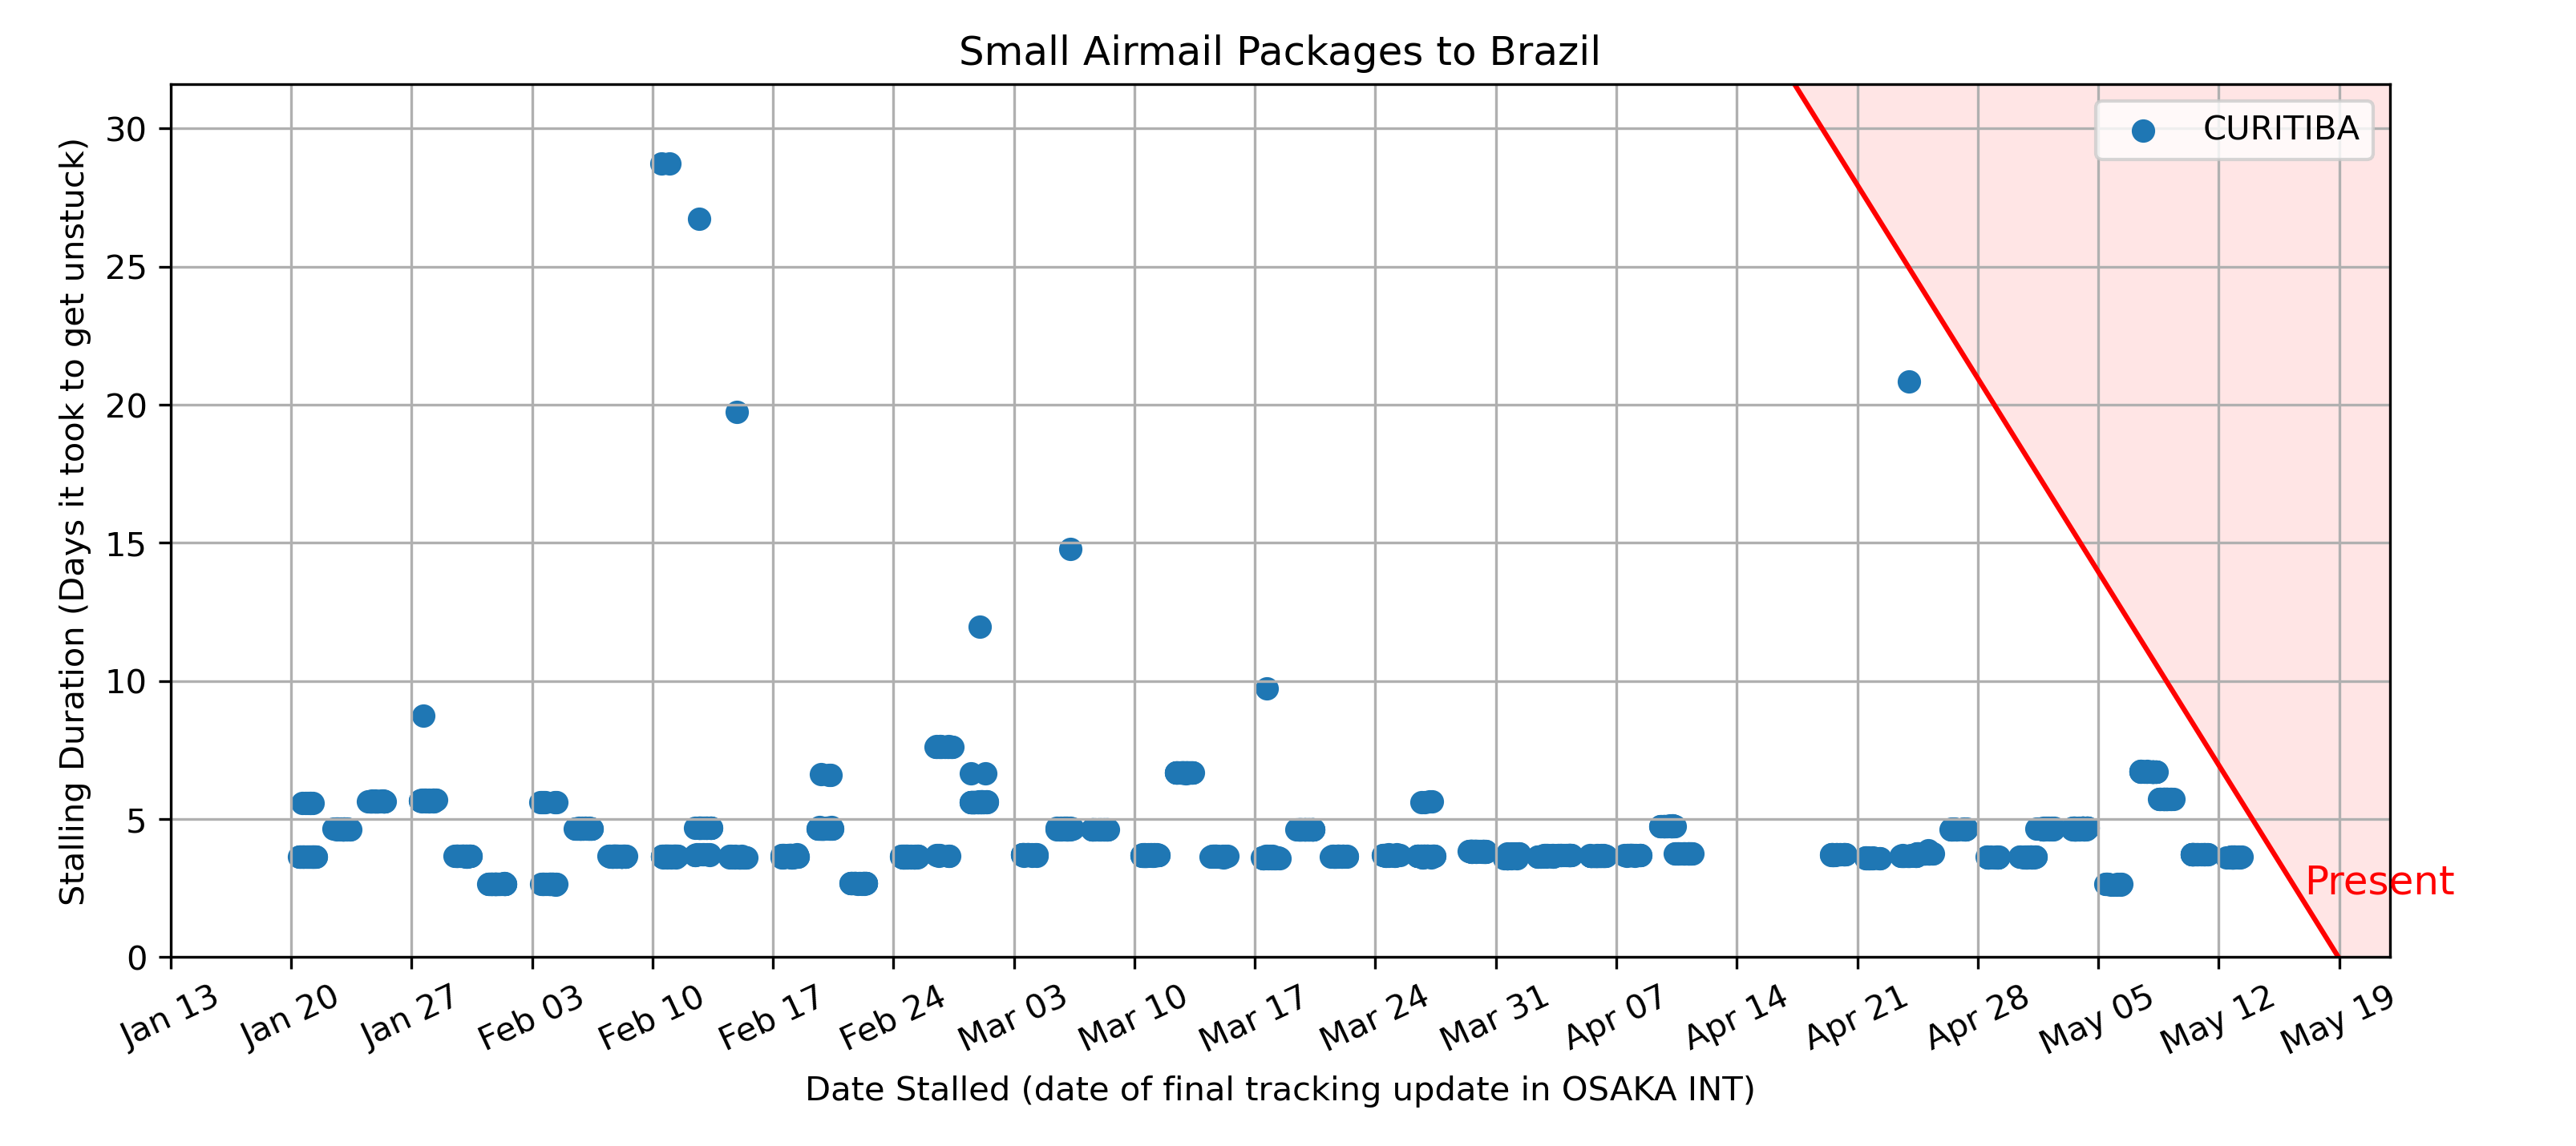 Small Airmail Packages to Brazil
Stalling Duration (Days it took to get unstuck)
30
25
20
15
10
5
0
CURITIBA
Present
Jan 13
Jan 20
Jan 27
Feb 03
Feb 10
Feb 17
Feb 24
Mar 03
Mar 10
Mar 17
Mar 24
Mar 31
Apr 07
Apr 14
Apr 21
Apr 28
May 05
May 12
May 19
Date Stalled (date of final tracking update in OSAKA INT)